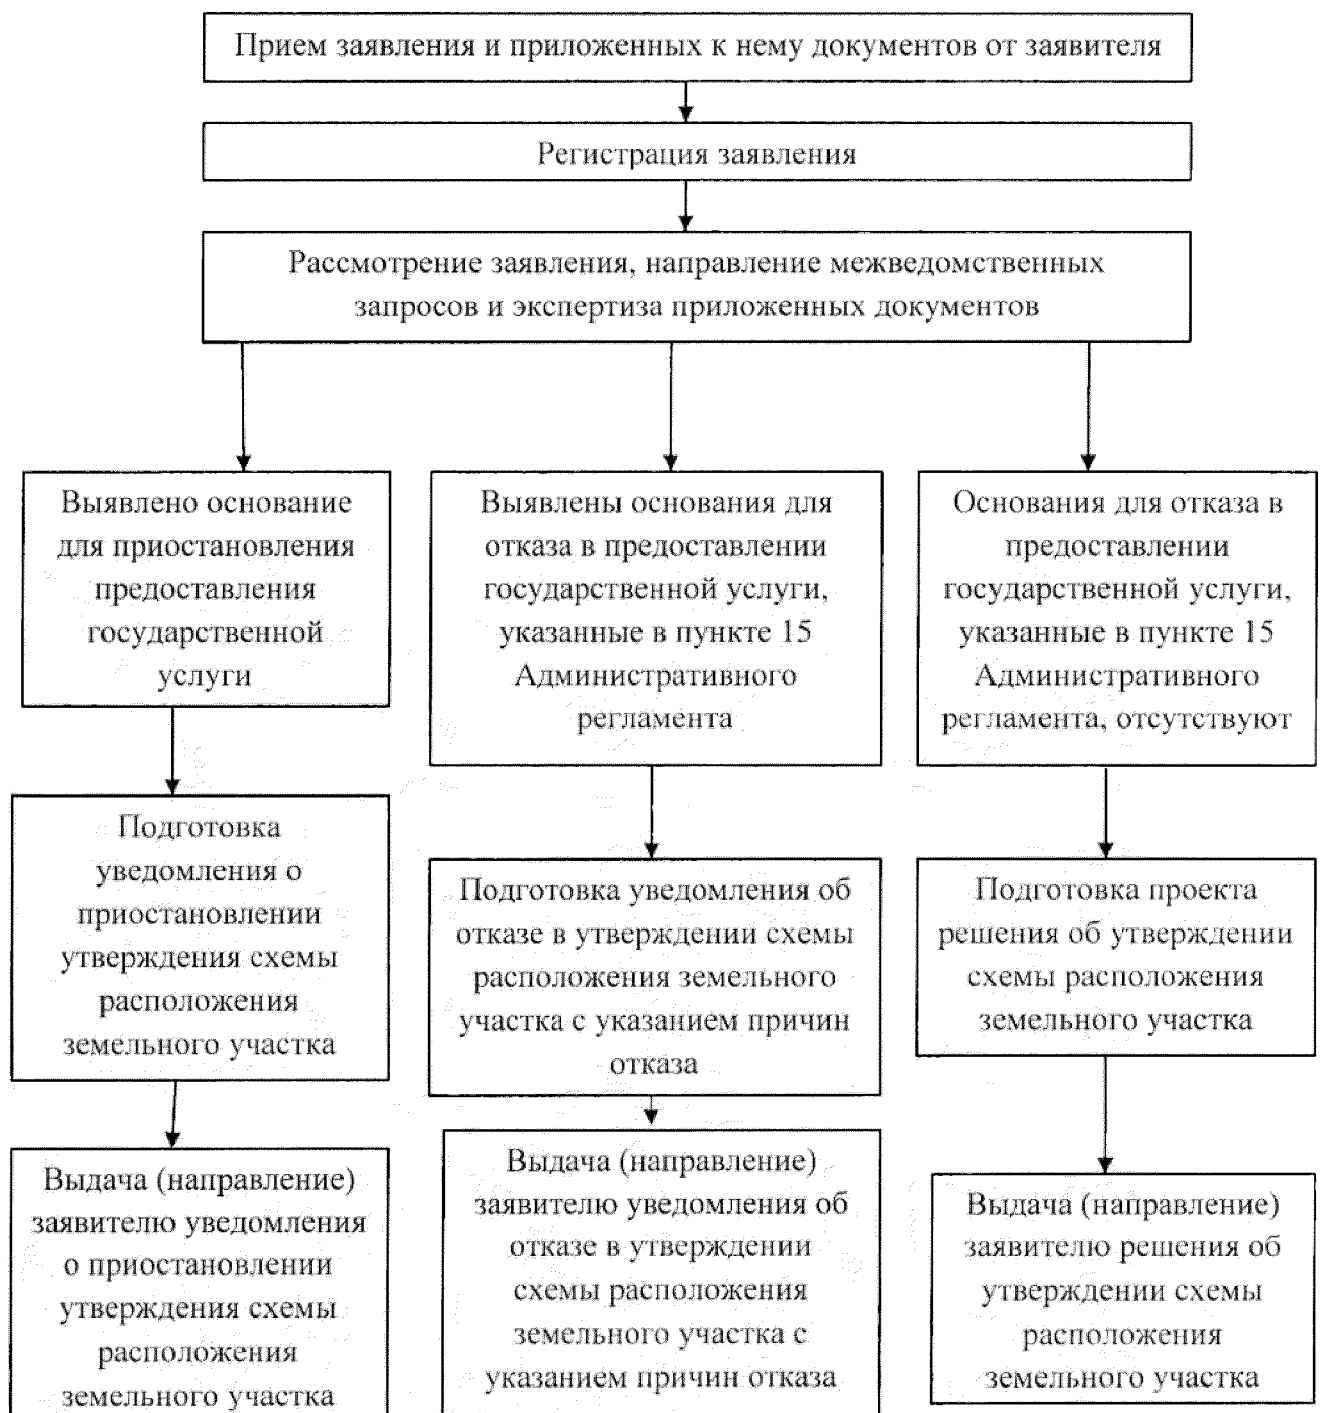 Прием заявления и приложенных к нему документов от заявителя
Регистрация заявления
Рассмотрение заявления, направление межведомственных
запросов и экспертиза приложенных документов
Выявлено основание
для приостановления
предоставления
государственной
услуги
Выявлены основания для
отказа в предоставлении
государственной услуги,
указанные в пункте 15
Административного
регламента
Основания для отказа в
предоставлении
государственной услуги,
указанные в пункте 15
Административного
регламента, отсутствуют
Подготовка
уведомления о
приостановлении
утверждения схемы
расположения
земельного участка
Подготовка уведомления об
отказе в утверждении схемы
расположения земельного
участка с указанием причин
отказа
Подготовка проекта
решения об утверждении
схемы расположения
земельного участка
Выдача (направление)
заявителю уведомления
о приостановлении
утверждения схемы
расположения
земельного участка
Выдача (направление)
заявителю уведомления об
отказе в утверждении
схемы расположения
земельного участка с
указанием причин отказа
Выдача (направление)
заявителю решения об
утверждении схемы
расположения
земельного участка